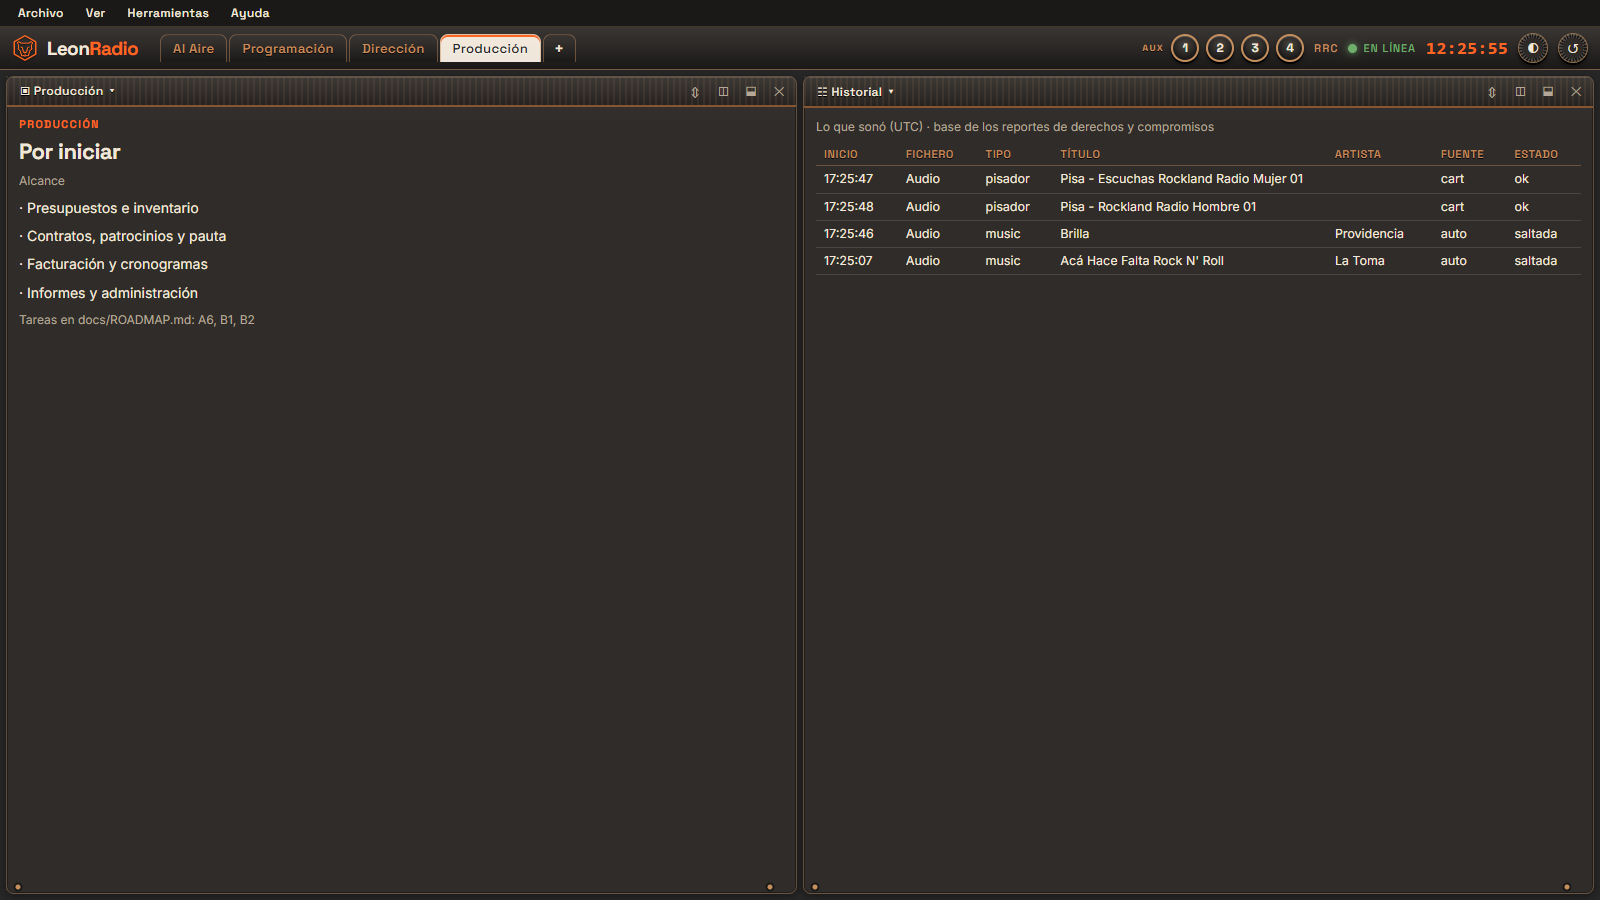 Archivo Ver Herramientas Ayuda
LeonRadio Al Aire Programación Dirección Producción + AUX 1 2 3 4 RRC EN LÍNEA 12:25:55
Producción
PRODUCCIÓN
Por iniciar
Alcance
· Presupuestos e inventario
· Contratos, patrocinios y pauta
· Facturación y cronogramas
· Informes y administración
Tareas en docs/ROADMAP.md: A6, B1, B2
Historial
Lo que sonó (UTC) · base de los reportes de derechos y compromisos
INICIO FICHERO TIPO TÍTULO ARTISTA FUENTE ESTADO
17:25:47 Audio pisador Pisa - Escuchas Rockland Radio Mujer 01 cart ok
17:25:48 Audio pisador Pisa - Rockland Radio Hombre 01 cart ok
17:25:46 Audio music Brilla Providencia auto saltada
17:25:07 Audio music Acá Hace Falta Rock N' Roll La Toma auto saltada